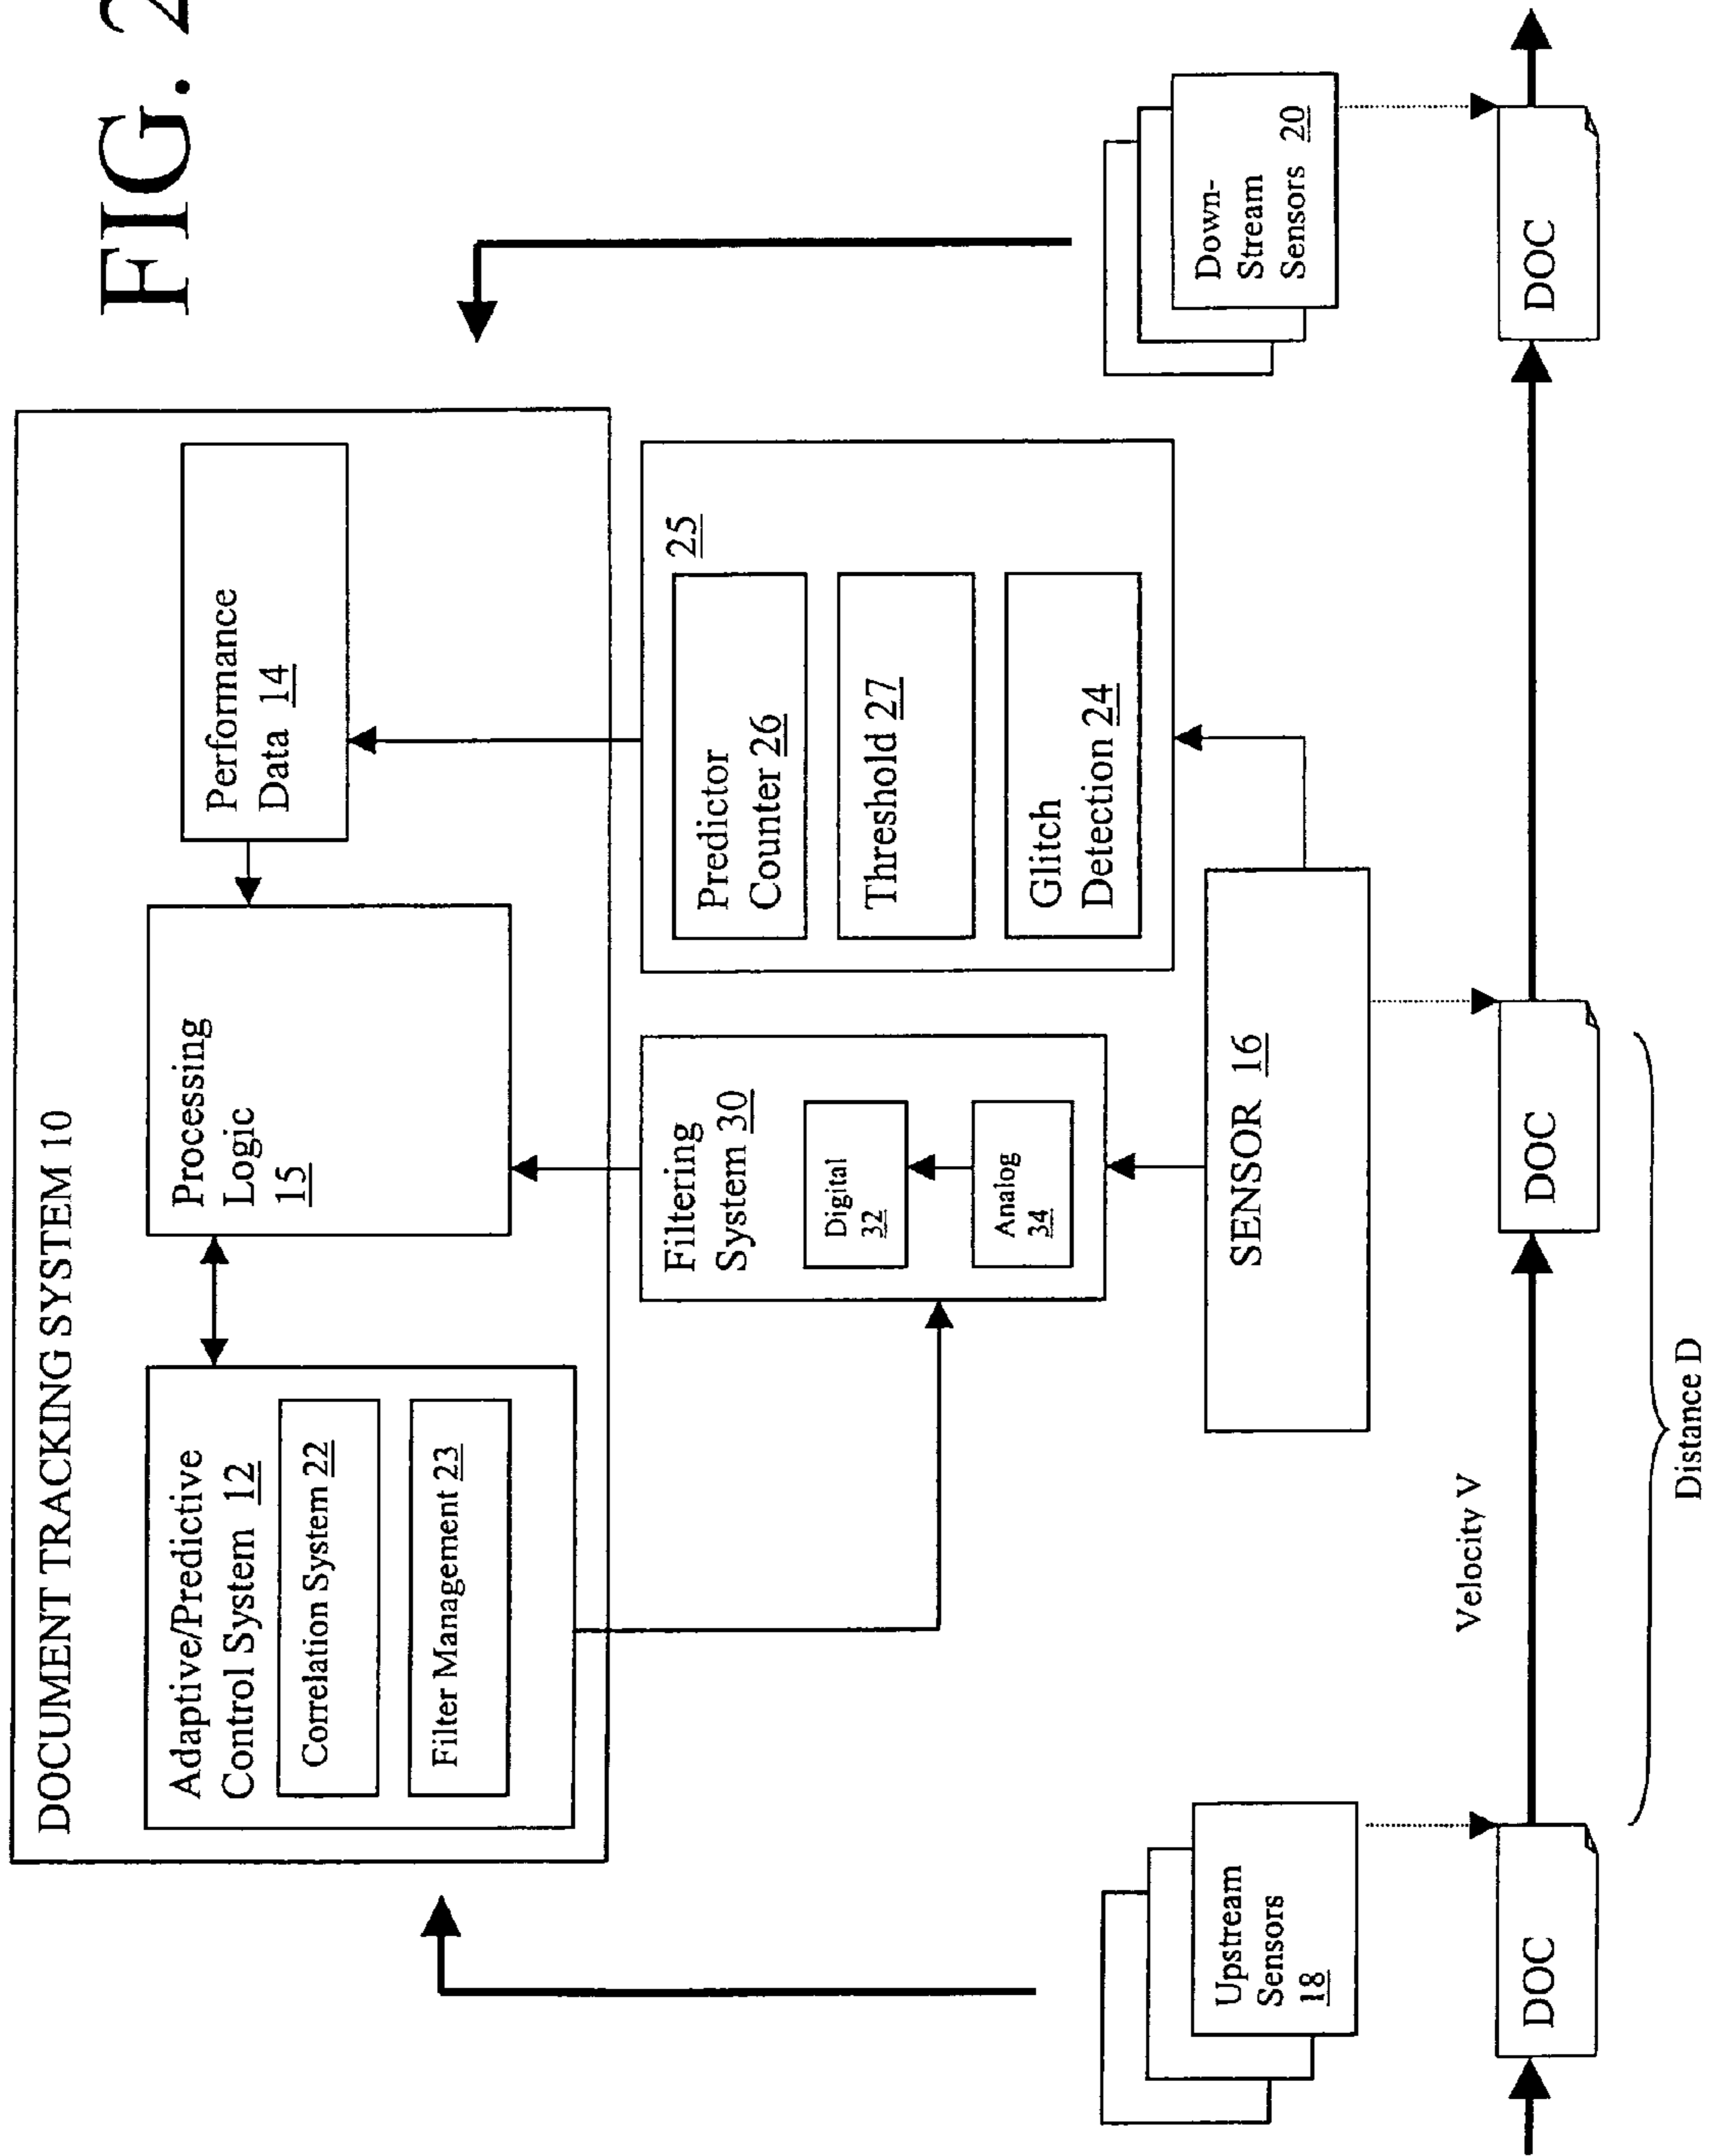 FIG. 2
DOCUMENT TRACKING SYSTEM 10
Adaptive/Predictive
Control System 12
Correlation System 22
Filter Management 23
Processing
Logic
15
Performance
Data 14
Filtering
System 30
Digital
32
Analog
34
25
Predictor
Counter 26
Threshold 27
Glitch
Detection 24
Upstream
Sensors
18
SENSOR 16
Down-
Stream
Sensors 20
Velocity V
DOC
DOC
DOC
Distance D